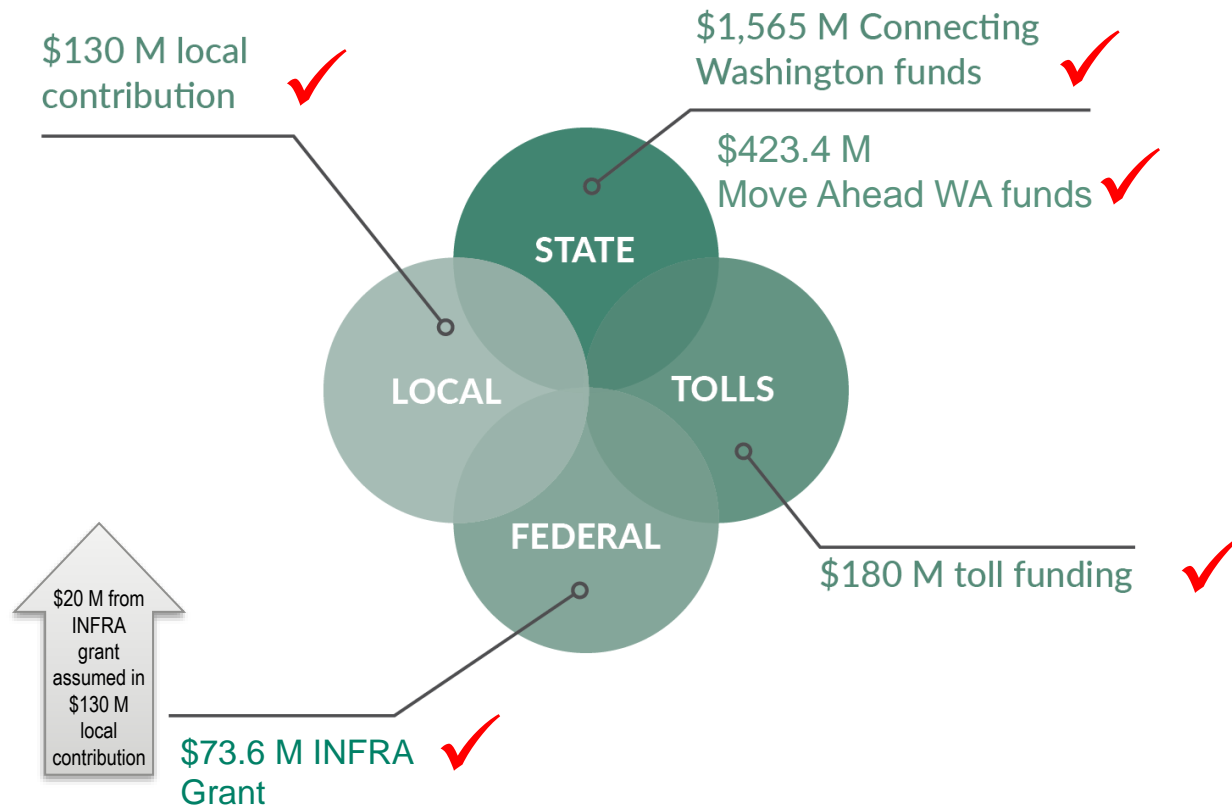 $130 M local
contribution
$1,565 M Connecting
Washington funds
$423.4 M
Move Ahead WA funds
STATE
LOCAL
TOLLS
FEDERAL
$180 M toll funding
$20 M from
INFRA
grant
assumed in
$130 M
local
contribution
$73.6 M INFRA
Grant